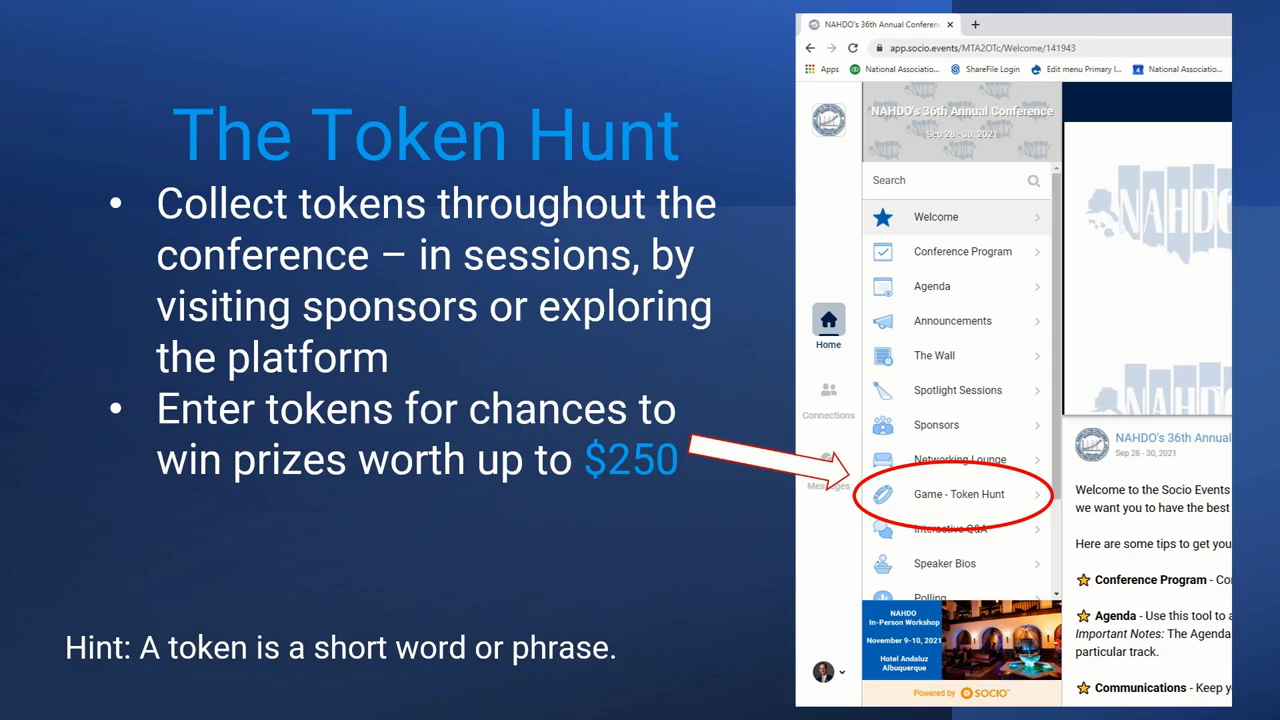 The Token Hunt
• Collect tokens throughout the
conference – in sessions, by
visiting sponsors or exploring
the platform
• Enter tokens for chances to
win prizes worth up to $250
Hint: A token is a short word or phrase.
NAHDO's 36th Annual Conferen
app.socio.events/MTA2OTc/Welcome/141943
Apps
National Associatio...
ShareFile Login
Edit menu Primary l...
National Associatio...
NAHDO's 36th Annual Conference
Sep 28 - 30, 2021
Search
Welcome
Conference Program
Agenda
Announcements
The Wall
Spotlight Sessions
Sponsors
Networking Lounge
Game - Token Hunt
Interactive Q&A
Speaker Bios
Polling
Home
Connections
Messages
NAHDO
In-Person Workshop
November 9-10, 2021
Hotel Andaluz
Albuquerque
Powered by SOCIO
NAHDO
NAHDO
NAHDO's 36th Annual
Sep 28 - 30, 2021
Welcome to the Socio Events
we want you to have the best
Here are some tips to get you
Conference Program - Co
Agenda - Use this tool to a
Important Notes: The Agenda
particular track.
Communications - Keep y